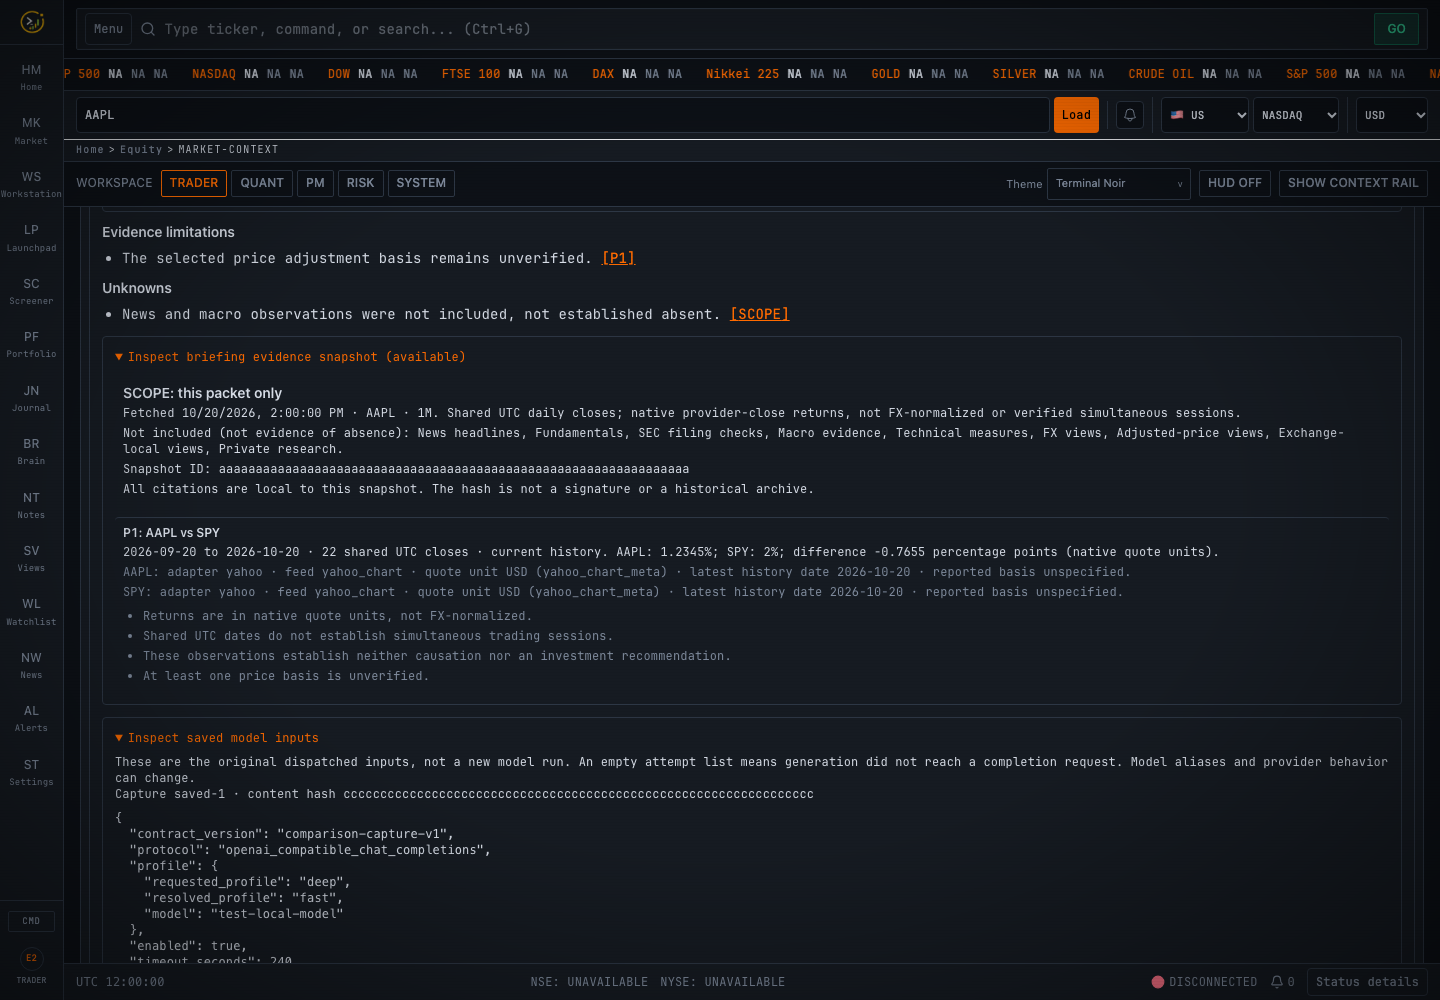 Menu
Type ticker, command, or search... (Ctrl+G)
GO
P 500 NA NA NA NASDAQ NA NA NA DOW NA NA NA FTSE 100 NA NA NA DAX NA NA NA Nikkei 225 NA NA NA GOLD NA NA NA SILVER NA NA NA CRUDE OIL NA NA NA S&P 500 NA NA NA
AAPL
Load
US
NASDAQ
USD
Home > Equity > MARKET-CONTEXT
WORKSPACE TRADER QUANT PM RISK SYSTEM
Theme Terminal Noir
HUD OFF
SHOW CONTEXT RAIL
HM
Home
MK
Market
WS
Workstation
LP
Launchpad
SC
Screener
PF
Portfolio
JN
Journal
BR
Brain
NT
Notes
SV
Views
WL
Watchlist
NW
News
AL
Alerts
ST
Settings
CMD
E2
TRADER
Evidence limitations
• The selected price adjustment basis remains unverified. [P1]
Unknowns
• News and macro observations were not included, not established absent. [SCOPE]
▼ Inspect briefing evidence snapshot (available)
SCOPE: this packet only
Fetched 10/20/2026, 2:00:00 PM · AAPL · 1M. Shared UTC daily closes; native provider-close returns, not FX-normalized or verified simultaneous sessions.
Not included (not evidence of absence): News headlines, Fundamentals, SEC filing checks, Macro evidence, Technical measures, FX views, Adjusted-price views, Exchange-
local views, Private research.
Snapshot ID: aaaaaaaaaaaaaaaaaaaaaaaaaaaaaaaaaaaaaaaaaaaaaaaaaaaaaaaaaaaaaaaa
All citations are local to this snapshot. The hash is not a signature or a historical archive.
P1: AAPL vs SPY
2026-09-20 to 2026-10-20 · 22 shared UTC closes · current history. AAPL: 1.2345%; SPY: 2%; difference -0.7655 percentage points (native quote units).
AAPL: adapter yahoo · feed yahoo_chart · quote unit USD (yahoo_chart_meta) · latest history date 2026-10-20 · reported basis unspecified.
SPY: adapter yahoo · feed yahoo_chart · quote unit USD (yahoo_chart_meta) · latest history date 2026-10-20 · reported basis unspecified.
• Returns are in native quote units, not FX-normalized.
• Shared UTC dates do not establish simultaneous trading sessions.
• These observations establish neither causation nor an investment recommendation.
• At least one price basis is unverified.
▼ Inspect saved model inputs
These are the original dispatched inputs, not a new model run. An empty attempt list means generation did not reach a completion request. Model aliases and provider behavior
can change.
Capture saved-1 · content hash cccccccccccccccccccccccccccccccccccccccccccccccccccccccccccccccc
{
"contract_version": "comparison-capture-v1",
"protocol": "openai_compatible_chat_completions",
"profile": {
"requested_profile": "deep",
"resolved_profile": "fast",
"model": "test-local-model"
},
"enabled": true,
"timeout_seconds": 240,
UTC 12:00:00
NSE: UNAVAILABLE NYSE: UNAVAILABLE
DISCONNECTED
0
Status details